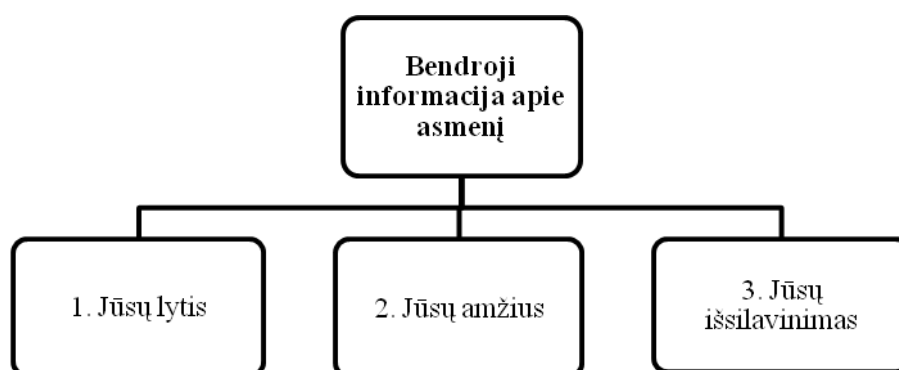 Bendroji
informacija apie
asmenį
1. Jūsų lytis
2. Jūsų amžius
3. Jūsų
išsilavinimas